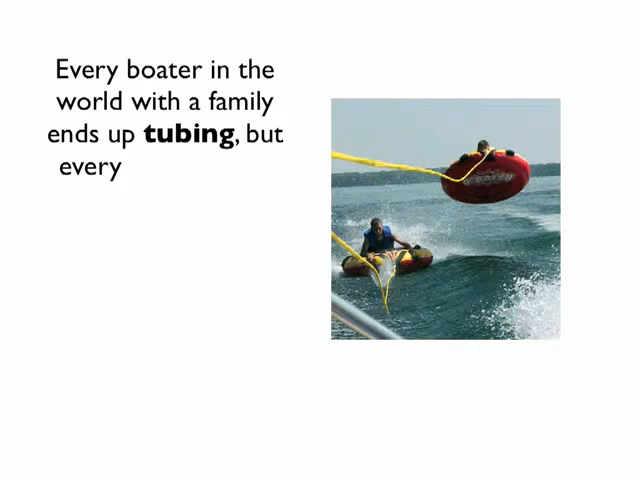 Every boater in the
world with a family
ends up tubing, but
every